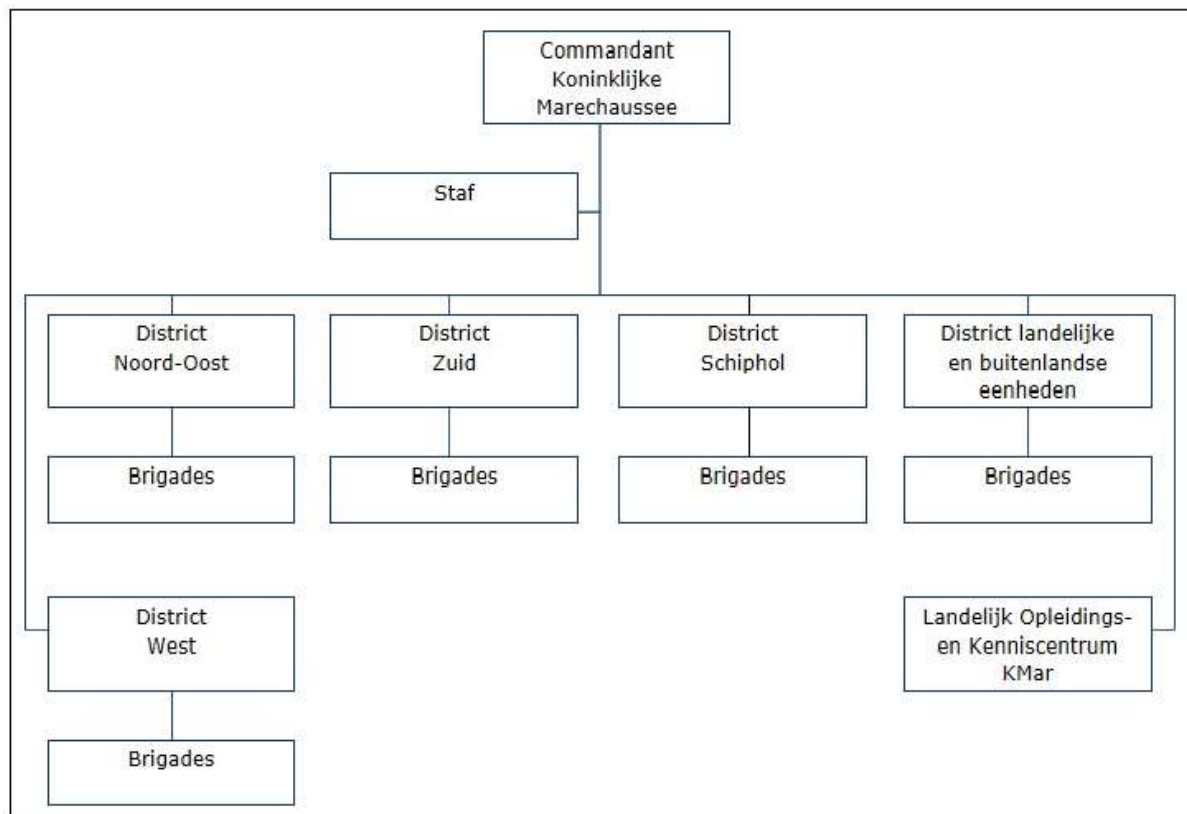 Commandant
Koninklijke
Marechaussee
Staf
District
Noord-Oost
District
Zuid
District
Schiphol
District landelijke
en buitenlandse
eenheden
Brigades
Brigades
Brigades
Brigades
District
West
Landelijk Opleidings-
en Kenniscentrum
KMar
Brigades